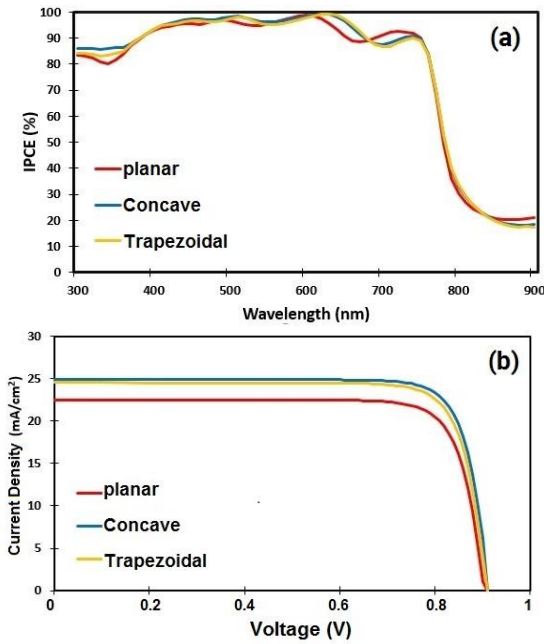 100
90
80
70
60
50
40
30
20
10
0
IPCE (%)
(a)
planar
Concave
Trapezoidal
300 400 500 600 700 800 900
Wavelength (nm)
30
25
20
15
10
5
0
Current Density (mA/cm²)
(b)
planar
Concave
Trapezoidal
0 0.2 0.4 0.6 0.8 1
Voltage (V)